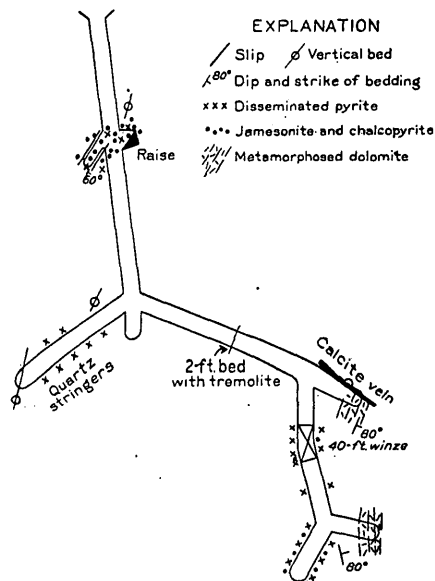 EXPLANATION
Slip
Vertical bed
80°
Dip and strike of bedding
xxx Disseminated pyrite
Jamesonite and chalcopyrite
Metamorphosed dolomite
Raise
60°
Quartz
stringers
2-ft. bed
with tremolite
Calcite vein
80°
40-ft. winze
80°